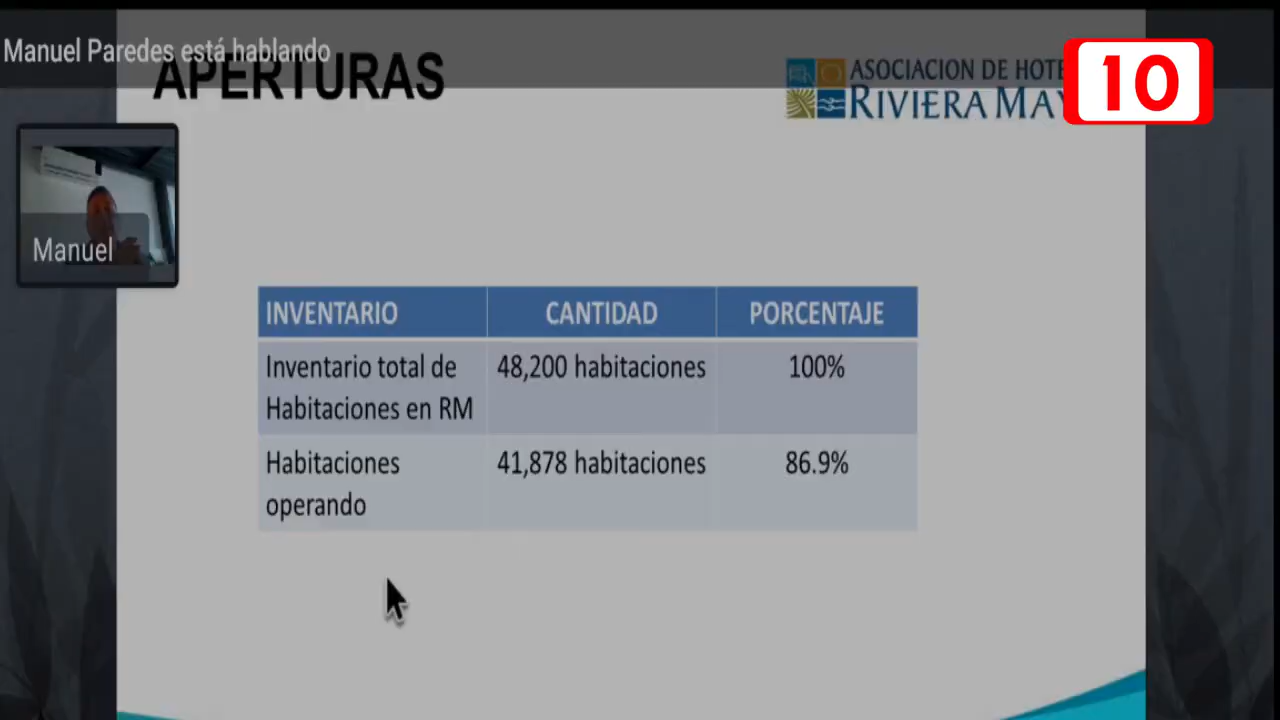 Manuel Paredes está hablando
APERTURAS
ASOCIACION DE HOTE
RIVIERA MAY
10
Manuel
INVENTARIO CANTIDAD PORCENTAJE
Inventario total de 48,200 habitaciones 100%
Habitaciones en RM
Habitaciones 41,878 habitaciones 86.9%
operando